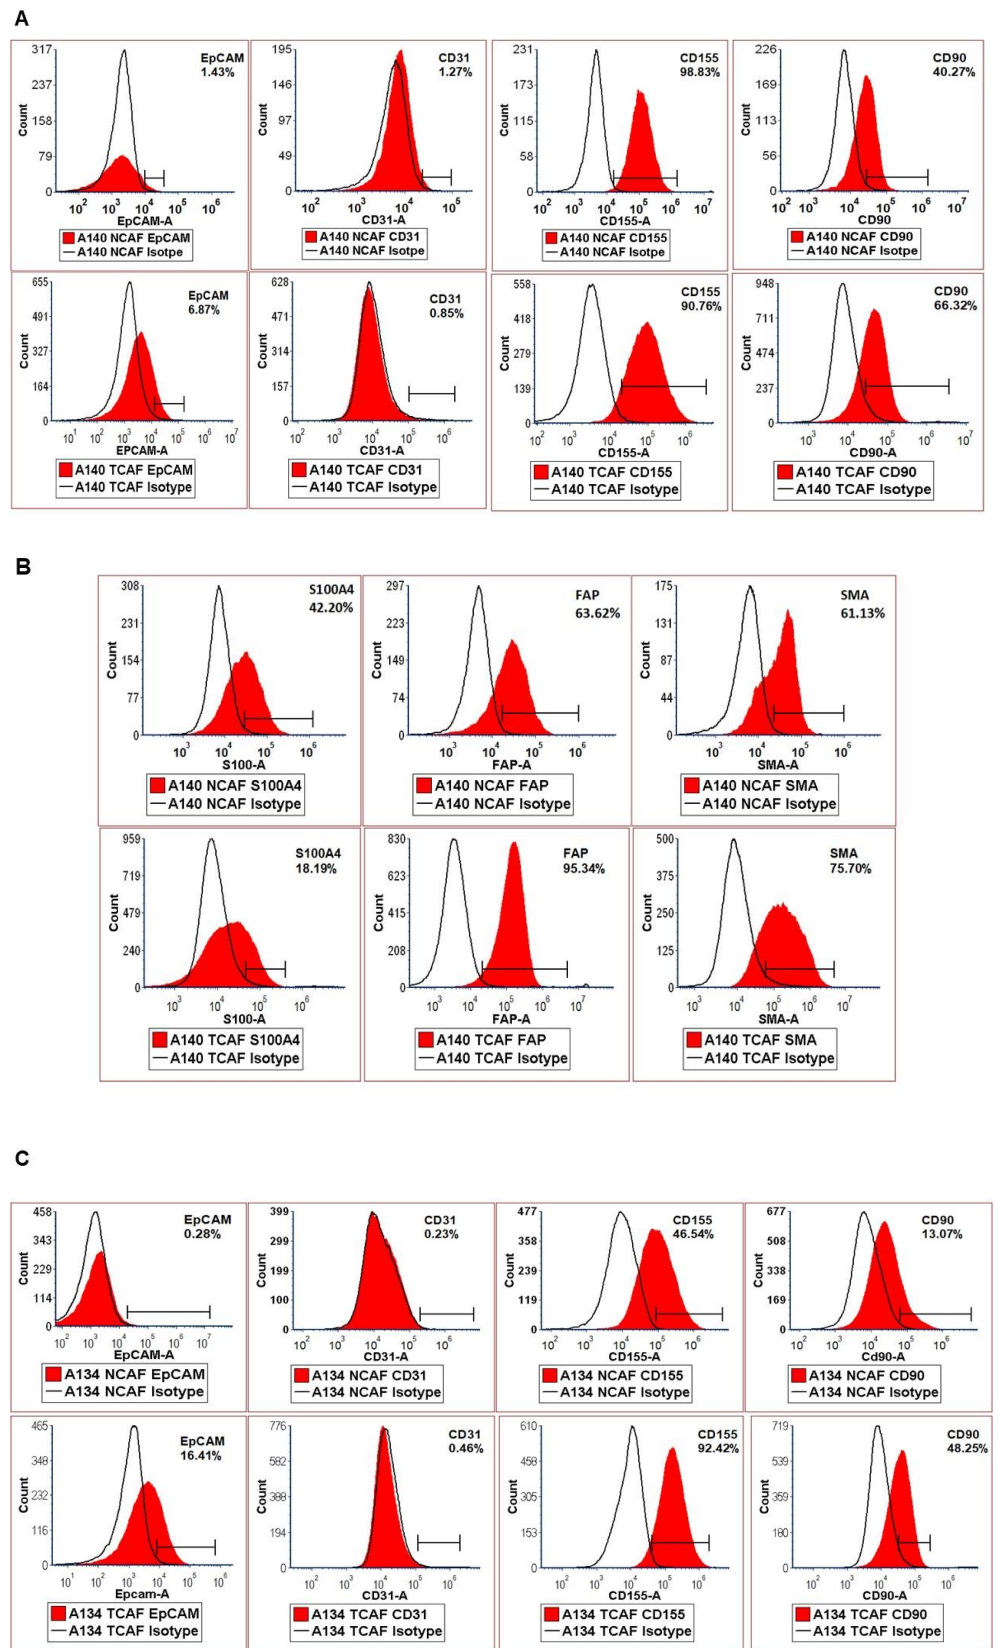 A
317
EpCAM
1.43%
237
158
79
0
Count
10^2 10^3 10^4 10^5 10^6
EpCAM-A
A140 NCAF EpCAM
A140 NCAF Isotpe
195
CD31
1.27%
146
97
49
0
Count
10^2 10^3 10^4 10^5
CD31-A
A140 NCAF CD31
A140 NCAF Isotpe
231
CD155
98.83%
173
115
58
0
Count
10^2 10^3 10^4 10^5 10^6 10^7
CD155-A
A140 NCAF CD155
A140 NCAF Isotpe
226
CD90
40.27%
169
113
56
0
Count
10^2 10^3 10^4 10^5 10^6 10^7
CD90
A140 NCAF CD90
A140 NCAF Isotpe
655
EpCAM
6.87%
491
327
164
0
Count
10^1 10^2 10^3 10^4 10^5 10^6 10^7
EPCAM-A
A140 TCAF EpCAM
A140 TCAF Isotype
628
CD31
0.85%
471
314
157
0
Count
10^2 10^3 10^4 10^5 10^6
CD31-A
A140 TCAF CD31
A140 TCAF Isotype
558
CD155
90.76%
418
279
139
0
Count
10^2 10^3 10^4 10^5 10^6
CD155-A
A140 TCAF CD155
A140 TCAF Isotype
948
CD90
66.32%
711
474
237
0
Count
10^3 10^4 10^5 10^6 10^7
CD90-A
A140 TCAF CD90
A140 TCAF Isotype
B
308
S100A4
42.20%
231
154
77
0
Count
10^3 10^4 10^5 10^6
S100-A
A140 NCAF S100A4
A140 NCAF Isotype
297
FAP
63.62%
223
149
74
0
Count
10^3 10^4 10^5 10^6
FAP-A
A140 NCAF FAP
A140 NCAF Isotype
175
SMA
61.13%
131
87
44
0
Count
10^3 10^4 10^5 10^6
SMA-A
A140 NCAF SMA
A140 NCAF Isotype
959
S100A4
18.19%
719
479
240
0
Count
10^3 10^4 10^5 10^6
S100-A
A140 TCAF S100A4
A140 TCAF Isotype
830
FAP
95.34%
623
415
208
0
Count
10^3 10^4 10^5 10^6 10^7
FAP-A
A140 TCAF FAP
A140 TCAF Isotype
500
SMA
75.70%
375
250
125
0
Count
10^3 10^4 10^5 10^6 10^7
SMA-A
A140 TCAF SMA
A140 TCAF Isotype
C
458
EpCAM
0.28%
343
229
114
0
Count
10^2 10^3 10^4 10^5 10^6 10^7
EpCAM-A
A134 NCAF EpCAM
A134 NCAF Isotype
399
CD31
0.23%
299
199
100
0
Count
10^2 10^3 10^4 10^5 10^6
CD31-A
A134 NCAF CD31
A134 NCAF Isotype
477
CD155
46.54%
358
239
119
0
Count
10^2 10^3 10^4 10^5 10^6
CD155-A
A134 NCAF CD155
A134 NCAF Isotype
677
CD90
13.07%
508
338
169
0
Count
10^2 10^3 10^4 10^5 10^6
Cd90-A
A134 NCAF CD90
A134 NCAF Isotype
465
EpCAM
16.41%
348
232
116
0
Count
10^1 10^2 10^3 10^4 10^5 10^6
Epcam-A
A134 TCAF EpCAM
A134 TCAF Isotype
776
CD31
0.46%
582
388
194
0
Count
10^2 10^3 10^4 10^5 10^6
CD31-A
A134 TCAF CD31
A134 TCAF Isotype
610
CD155
92.42%
458
305
153
0
Count
10^2 10^3 10^4 10^5 10^6
CD155-A
A134 TCAF CD155
A134 TCAF Isotype
719
CD90
48.25%
539
359
180
0
Count
10^2 10^3 10^4 10^5 10^6
CD90-A
A134 TCAF CD90
A134 TCAF Isotype